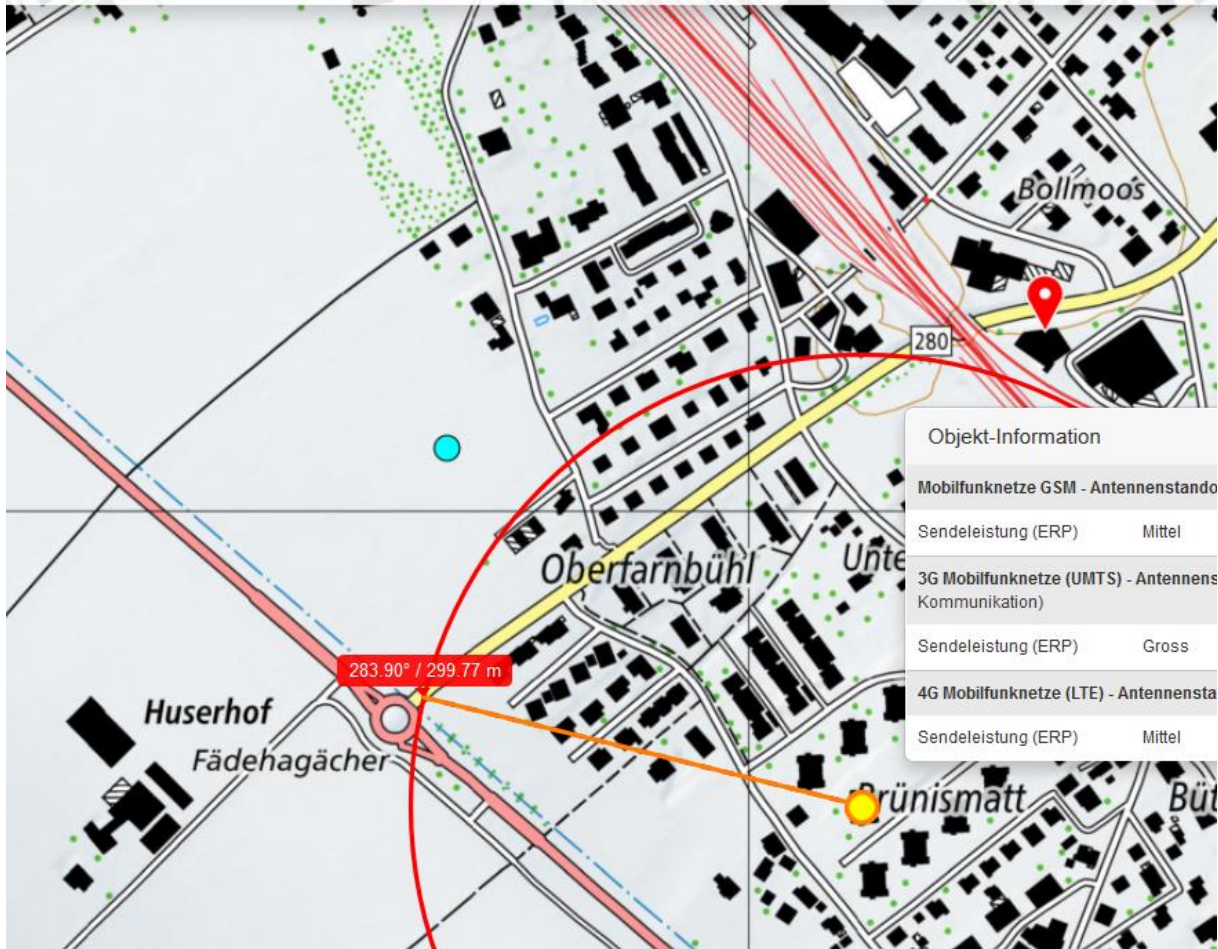 Bollmoos
280
Objekt-Information
Mobilfunknetze GSM - Antennenstando
Sendeleistung (ERP) Mittel
3G Mobilfunknetze (UMTS) - Antennens
Kommunikation)
Sendeleistung (ERP) Gross
4G Mobilfunknetze (LTE) - Antennensta
Sendeleistung (ERP) Mittel
Oberfarnbühl
Unte
283.90° / 299.77 m
Huserhof
Fädehagächer
Brünismatt
Büt